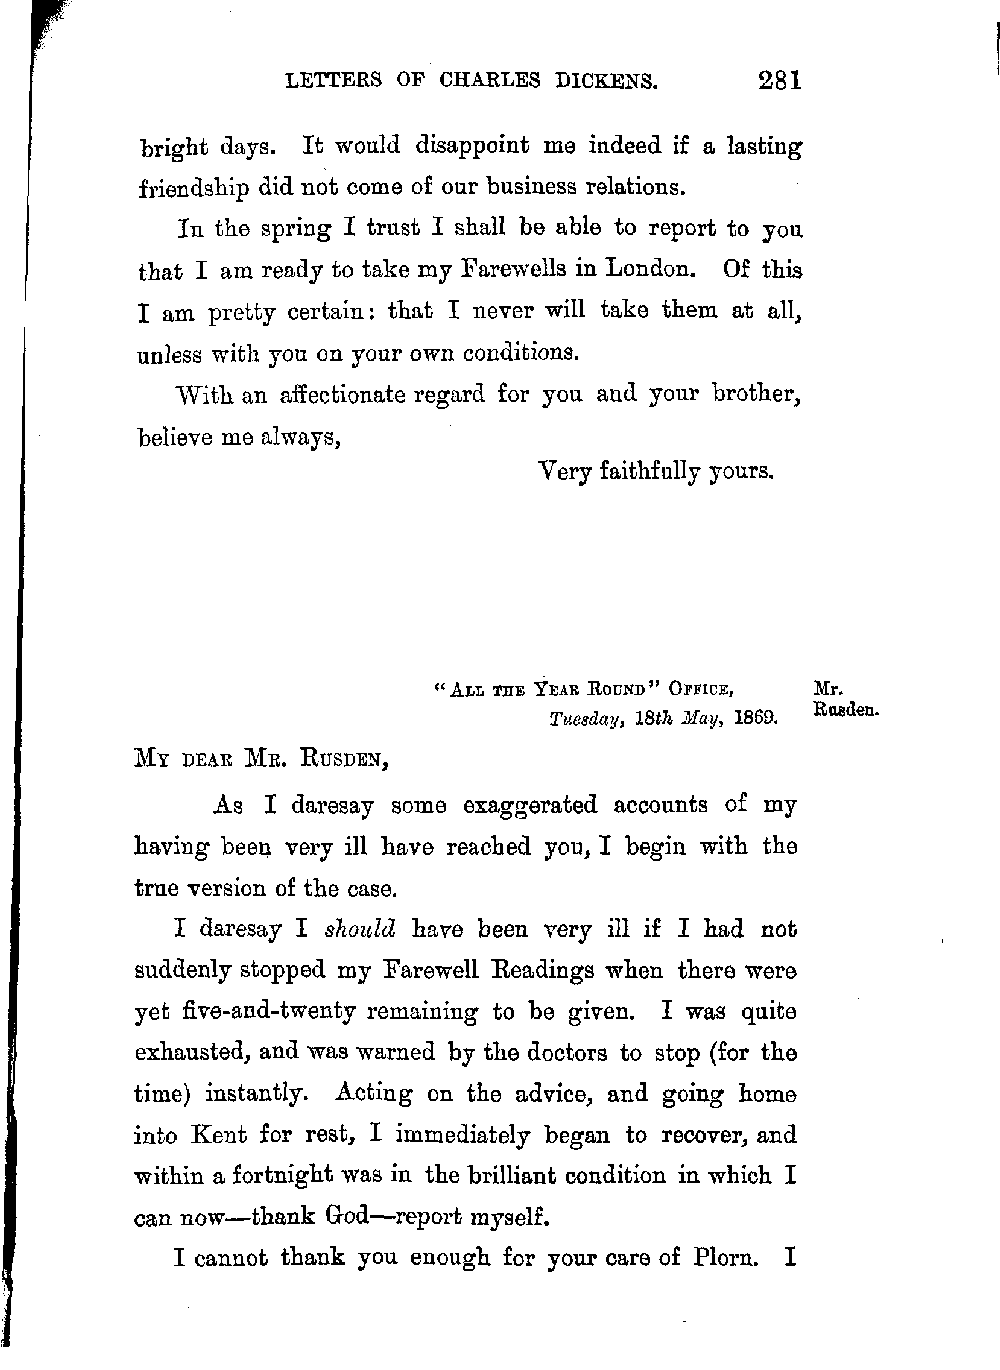 LETTERS OF CHARLES DICKENS. 281
bright days. It would disappoint me indeed if a lasting
friendship did not come of our business relations.
In the spring I trust I shall be able to report to you
that I am ready to take my Farewells in London. Of this
I am pretty certain: that I never will take them at all,
unless with you on your own conditions.
With an affectionate regard for you and your brother,
believe me always,
Very faithfully yours.
"All the Year Round" Office,
Tuesday, 18th May, 1869.
Mr.
Rusden.
My dear Mr. Rusden,
As I daresay some exaggerated accounts of my
having been very ill have reached you, I begin with the
true version of the case.
I daresay I should have been very ill if I had not
suddenly stopped my Farewell Readings when there were
yet five-and-twenty remaining to be given. I was quite
exhausted, and was warned by the doctors to stop (for the
time) instantly. Acting on the advice, and going home
into Kent for rest, I immediately began to recover, and
within a fortnight was in the brilliant condition in which I
can now—thank God—report myself.
I cannot thank you enough for your care of Plorn. I